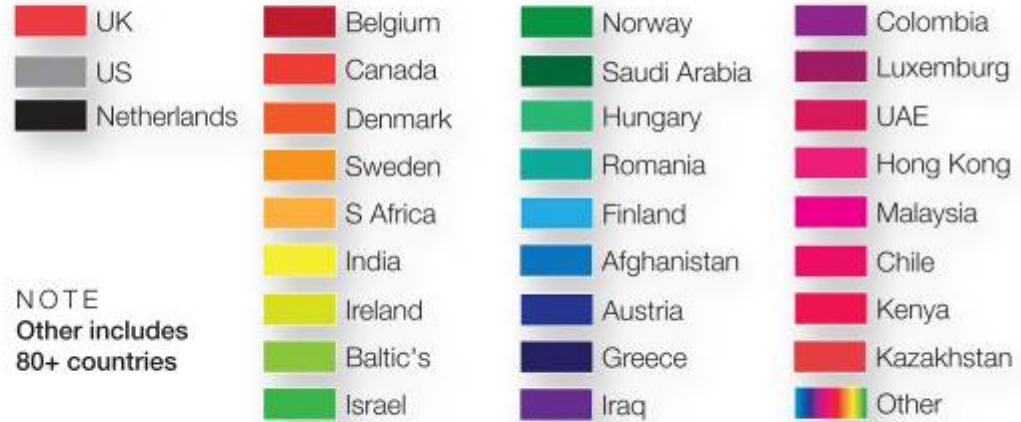 UK
US
Netherlands
NOTE
Other includes
80+ countries
Belgium
Canada
Denmark
Sweden
S Africa
India
Ireland
Baltic's
Israel
Norway
Saudi Arabia
Hungary
Romania
Finland
Afghanistan
Austria
Greece
Iraq
Colombia
Luxemburg
UAE
Hong Kong
Malaysia
Chile
Kenya
Kazakhstan
Other